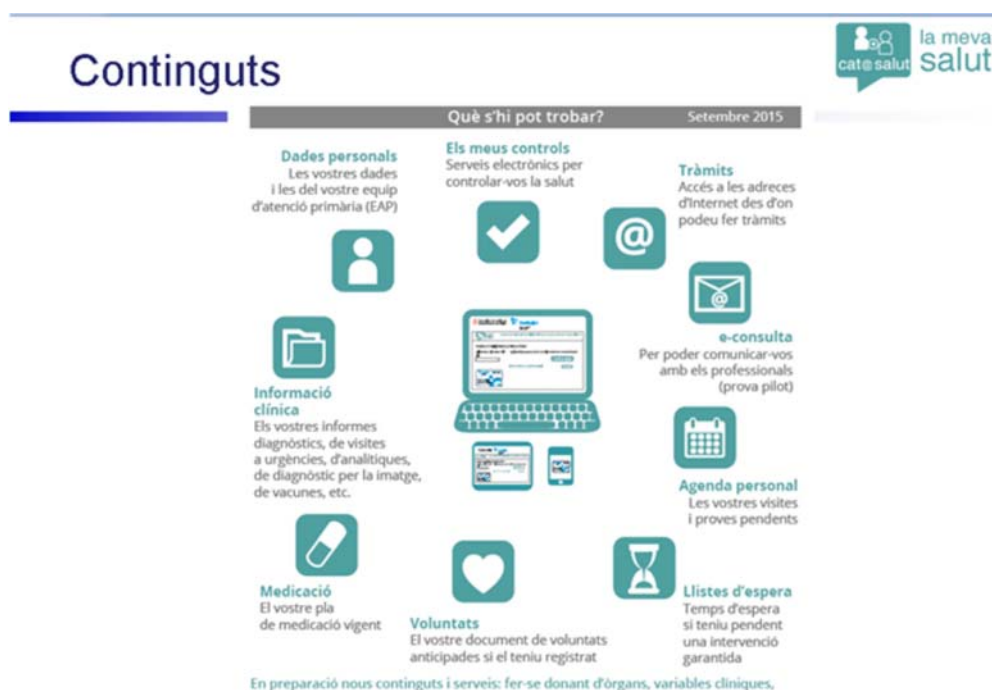 Continguts
cat@salut
la meva
salut
Què s'hi pot trobar?
Setembre 2015
Dades personals
Les vostres dades
i les del vostre equip
d'atenció primària (EAP)
Els meus controls
Serveis electrònics per
controlar-vos la salut
Tràmits
Accés a les adreces
d'Internet des d'on
podeu fer tràmits
@
@
e-consulta
Per poder comunicar-vos
amb els professionals
(prova pilot)
Informació
clínica
Els vostres informes
diagnòstics, de visites
a urgències, d'analítiques,
de diagnòstic per la imatge,
de vacunes, etc.
Agenda personal
Les vostres visites
i proves pendents
Medicació
El vostre pla
de medicació vigent
Voluntats
El vostre document de voluntats
anticipades si el teniu registrat
Llistes d'espera
Temps d'espera
si teniu pendent
una intervenció
garantida
En preparació nous continguts i serveis: fer-se donant d'òrgans, variables clíniques,